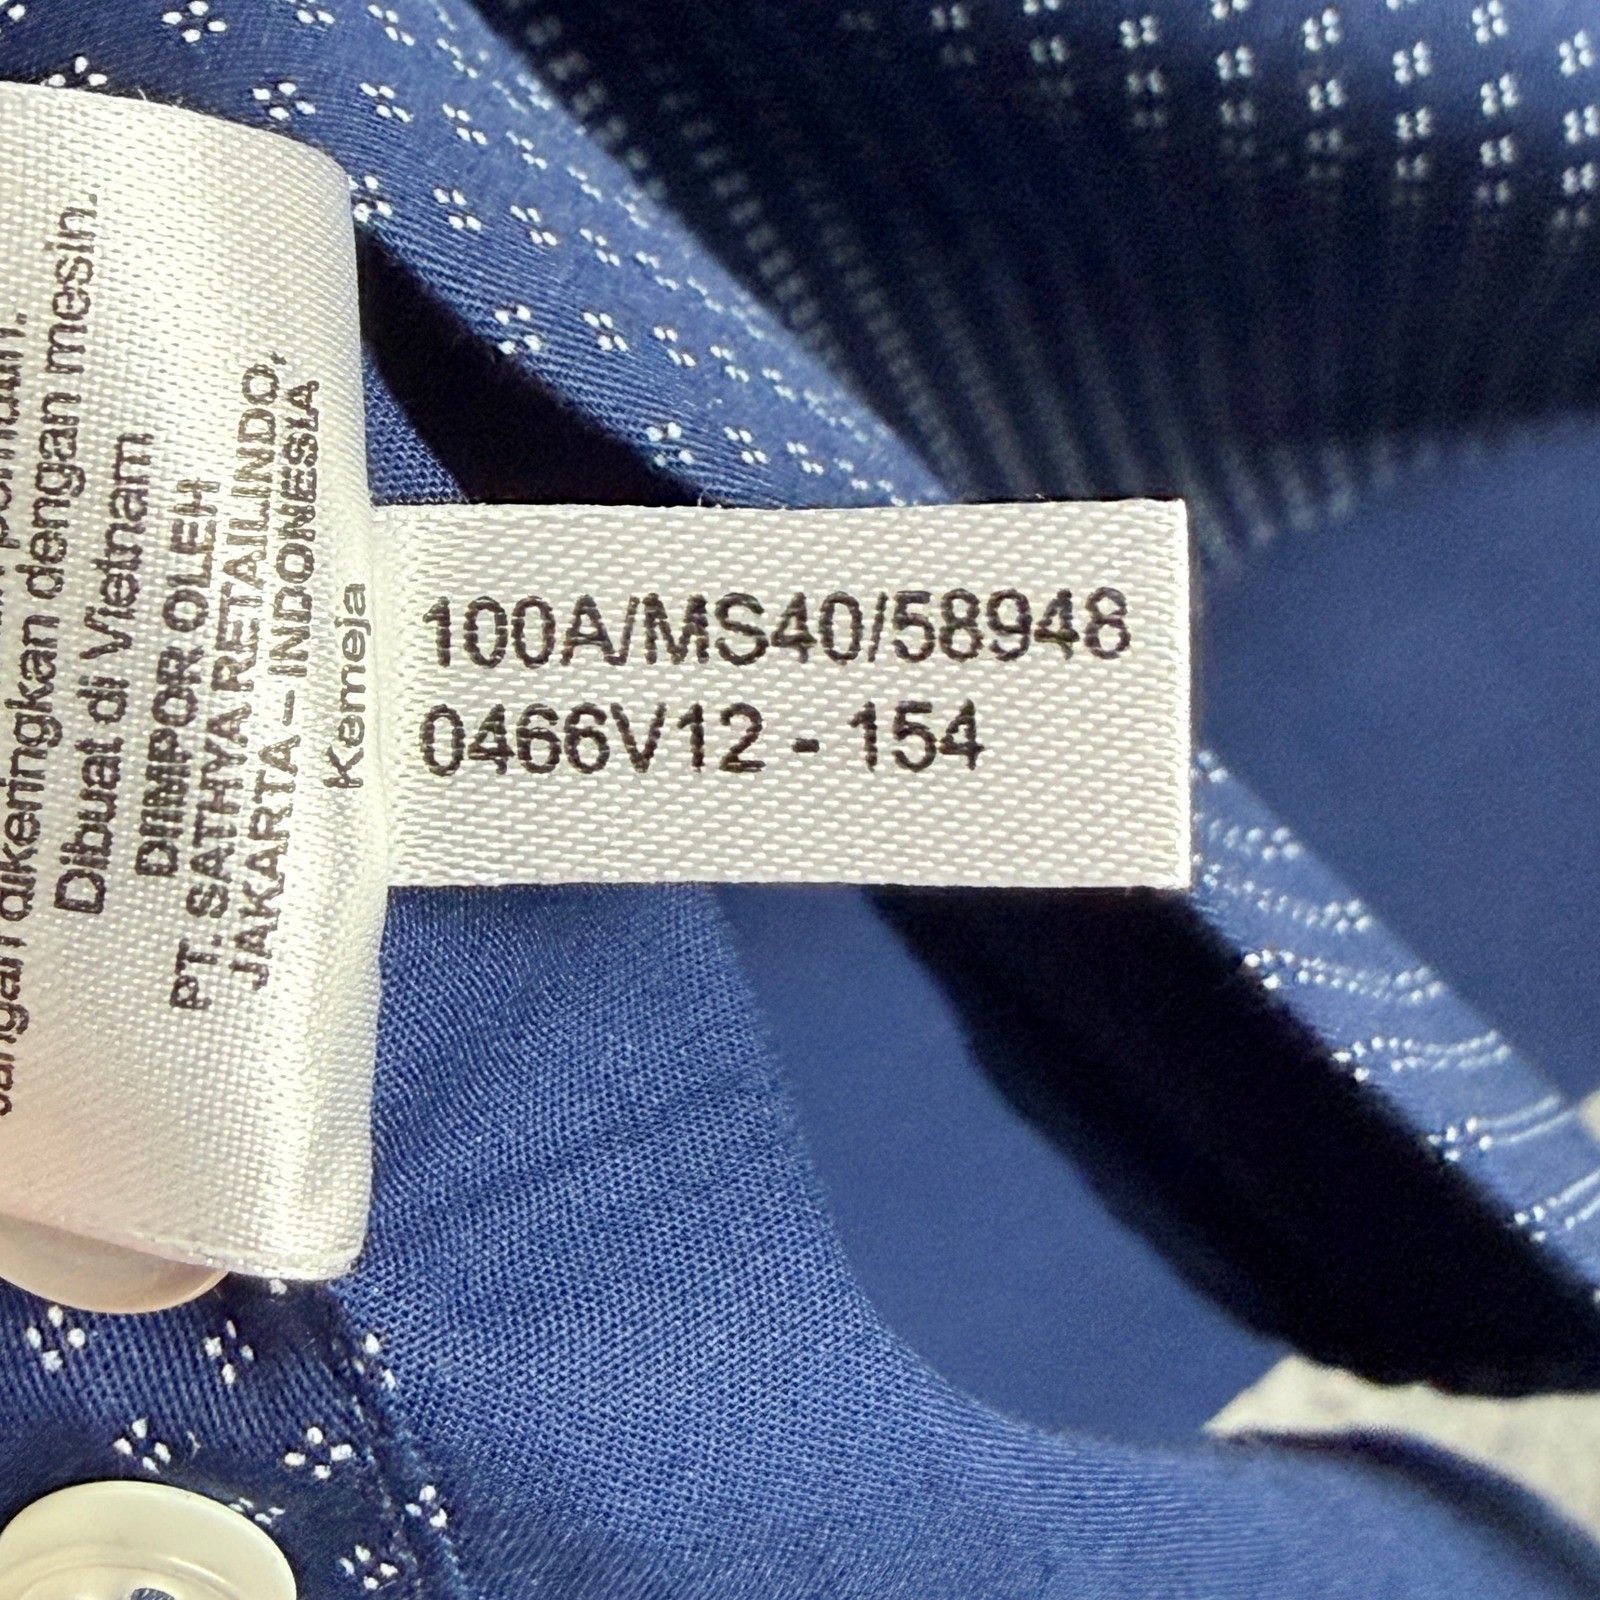 dikeringkan dengan mesin.
Dibuat di Vietnam
DIIMPOR OLEH
PT. SATHYA RETAILINDO,
JAKARTA – INDONESIA
Kemeja
100A/MS40/58948
0466V12 - 154